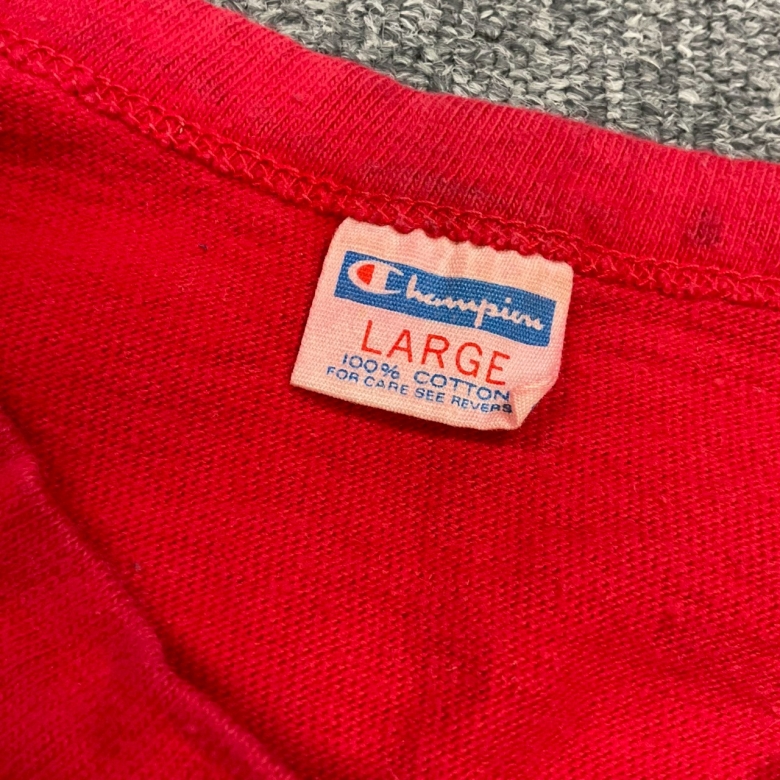 Champion
LARGE
100% COTTON
FOR CARE SEE REVERS